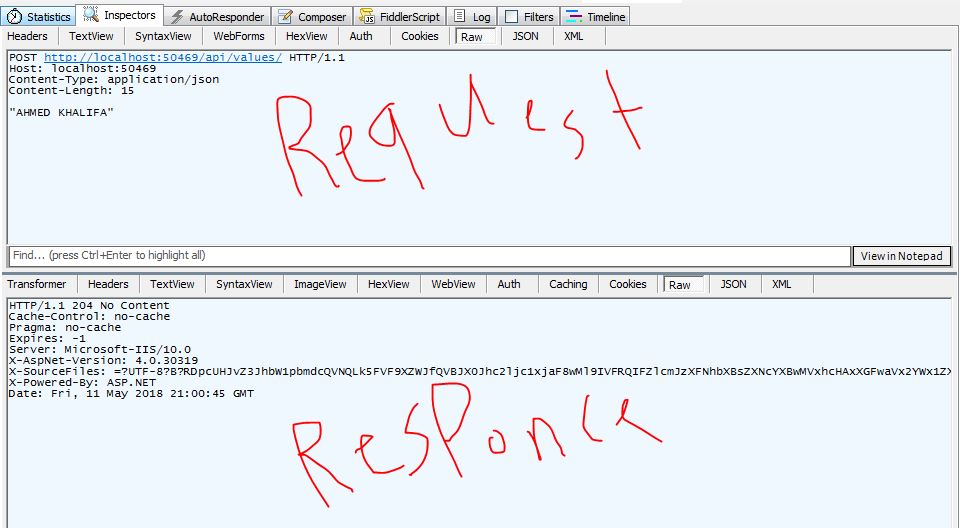 Statistics Inspectors AutoResponder Composer FiddlerScript Log Filters Timeline
Headers TextView SyntaxView WebForms HexView Auth Cookies Raw JSON XML
POST http://localhost:50469/api/values/ HTTP/1.1
Host: localhost:50469
Content-Type: application/json
Content-Length: 15
"AHMED KHALIFA"
Request
Find... (press Ctrl+Enter to highlight all) View in Notepad
Transformer Headers TextView SyntaxView ImageView HexView WebView Auth Caching Cookies Raw JSON XML
HTTP/1.1 204 No Content
Cache-Control: no-cache
Pragma: no-cache
Expires: -1
Server: Microsoft-IIS/10.0
X-AspNet-Version: 4.0.30319
X-SourceFiles: =?UTF-8?B?RDpcUHJvZ3JhbW1pbmdcQVNQLk5FVF9XZWJfQVBJX0Jhc2ljc1xjaF8wMl9IVFRQIFZlcmJzXFNhbXBsZXNcYXBwMVxhcHAxXGFwaVx2YWx1ZX
X-Powered-By: ASP.NET
Date: Fri, 11 May 2018 21:00:45 GMT
Responce